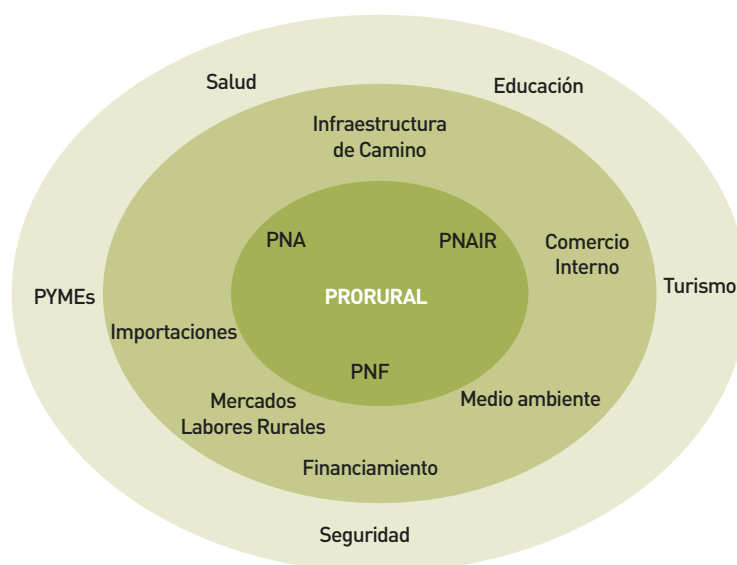 Salud
Educación
Infraestructura
de Camino
PNA
PNAIR
Comercio
Interno
PYMEs
PRORURAL
Turismo
Importaciones
PNF
Mercados
Labores Rurales
Medio ambiente
Financiamiento
Seguridad